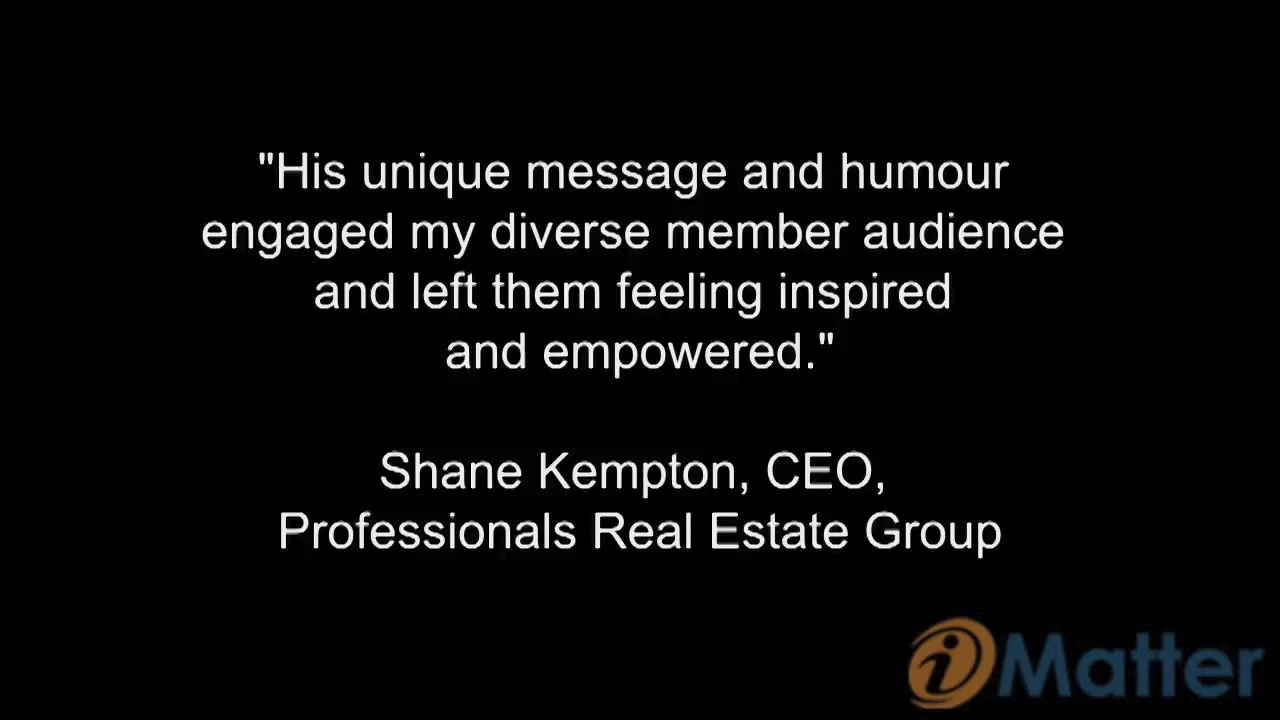 "His unique message and humour
engaged my diverse member audience
and left them feeling inspired
and empowered."
Shane Kempton, CEO,
Professionals Real Estate Group
iMatter